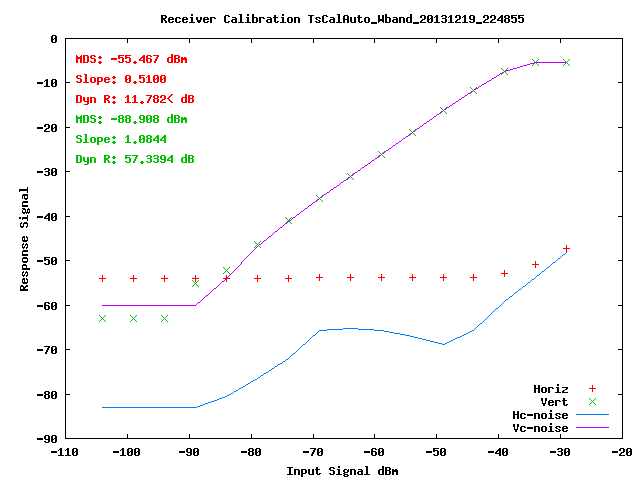 Receiver Calibration TsCalAuto_Wband_20131219_224855
0
-10
-20
-30
-40
-50
-60
-70
-80
-90
Response Signal
MDS: -55.467 dBm
Slope: 0.5100
Dyn R: 11.782< dB
MDS: -88.908 dBm
Slope: 1.0844
Dyn R: 57.3394 dB
Horiz
Vert
Hc-noise
Vc-noise
-110 -100 -90 -80 -70 -60 -50 -40 -30 -20
Input Signal dBm